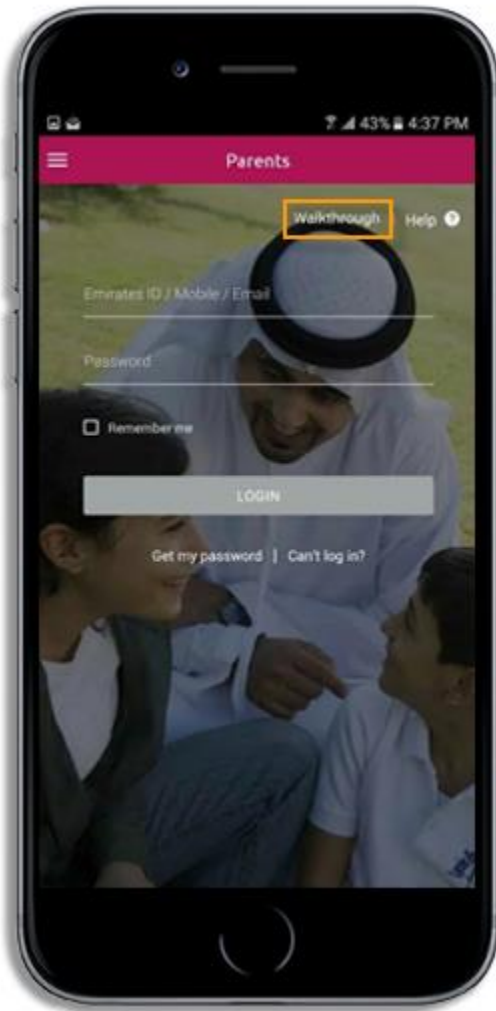 43% 4:37 PM
Parents
Walkthrough Help ?
Emirates ID / Mobile / Email
Password
Remember me
LOGIN
Get my password | Can't log in?